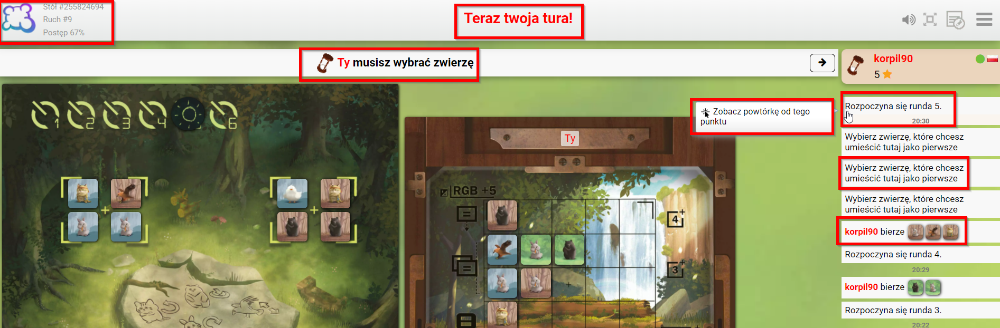 Stół #255824694
Ruch #9
Postęp 67%
Teraz twoja tura!
Ty musisz wybrać zwierzę
korpil90
5
1 2 3 4 6
Zobacz powtórkę od tego
punktu
Rozpoczyna się runda 5.
20:30
Wybierz zwierzę, które chcesz
umieścić tutaj jako pierwsze
Wybierz zwierzę, które chcesz
umieścić tutaj jako pierwsze
Wybierz zwierzę, które chcesz
umieścić tutaj jako pierwsze
korpil90 bierze
Rozpoczyna się runda 4.
20:29
korpil90 bierze
Rozpoczyna się runda 3.
20:22
Ty
RGB +5
=
4+
=
3+
=